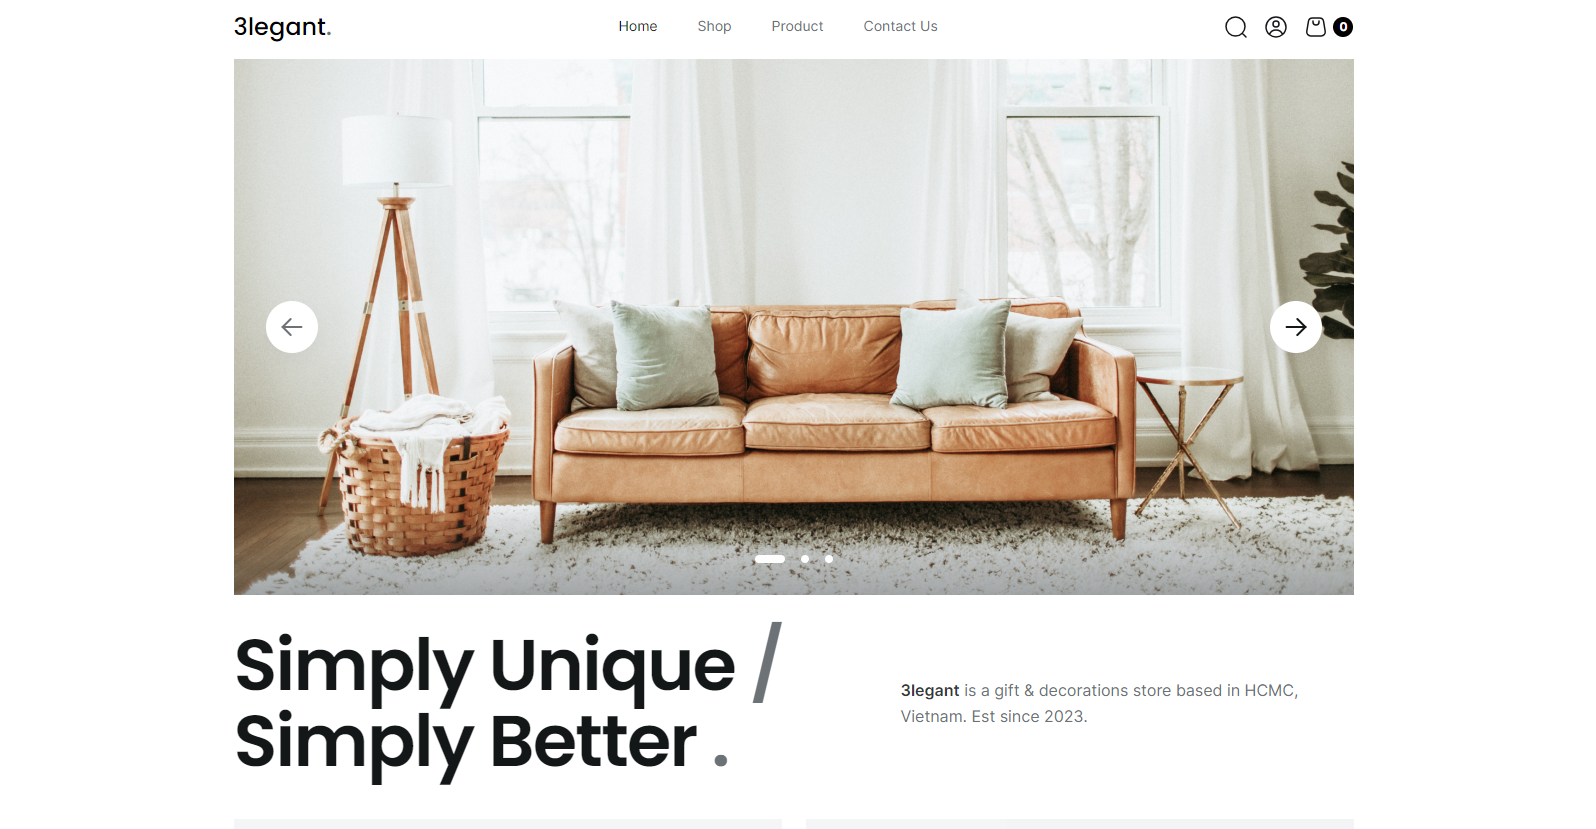 3legant.
Home Shop Product Contact Us
0
Simply Unique /
Simply Better .
3legant is a gift & decorations store based in HCMC,
Vietnam. Est since 2023.